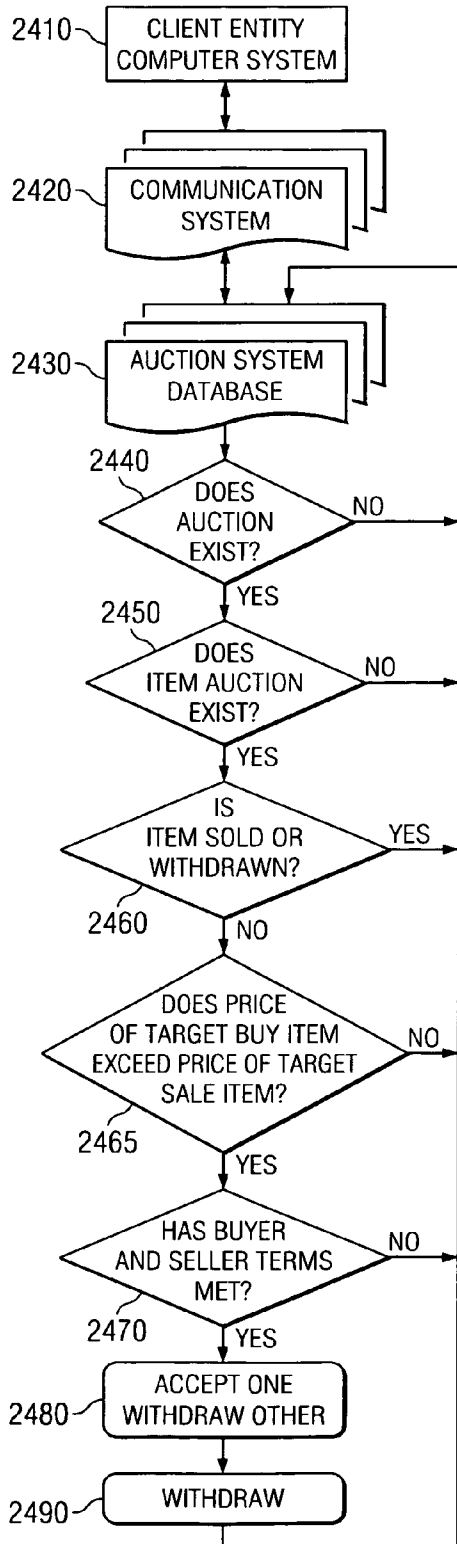 2410
CLIENT ENTITY
COMPUTER SYSTEM
2420
COMMUNICATION
SYSTEM
2430
AUCTION SYSTEM
DATABASE
2440
DOES
AUCTION
EXIST?
NO
YES
2450
DOES
ITEM AUCTION
EXIST?
NO
YES
IS
ITEM SOLD OR
WITHDRAWN?
YES
2460
NO
DOES PRICE
OF TARGET BUY ITEM
EXCEED PRICE OF TARGET
SALE ITEM?
NO
2465
YES
HAS BUYER
AND SELLER TERMS
MET?
NO
2470
YES
2480
ACCEPT ONE
WITHDRAW OTHER
2490
WITHDRAW